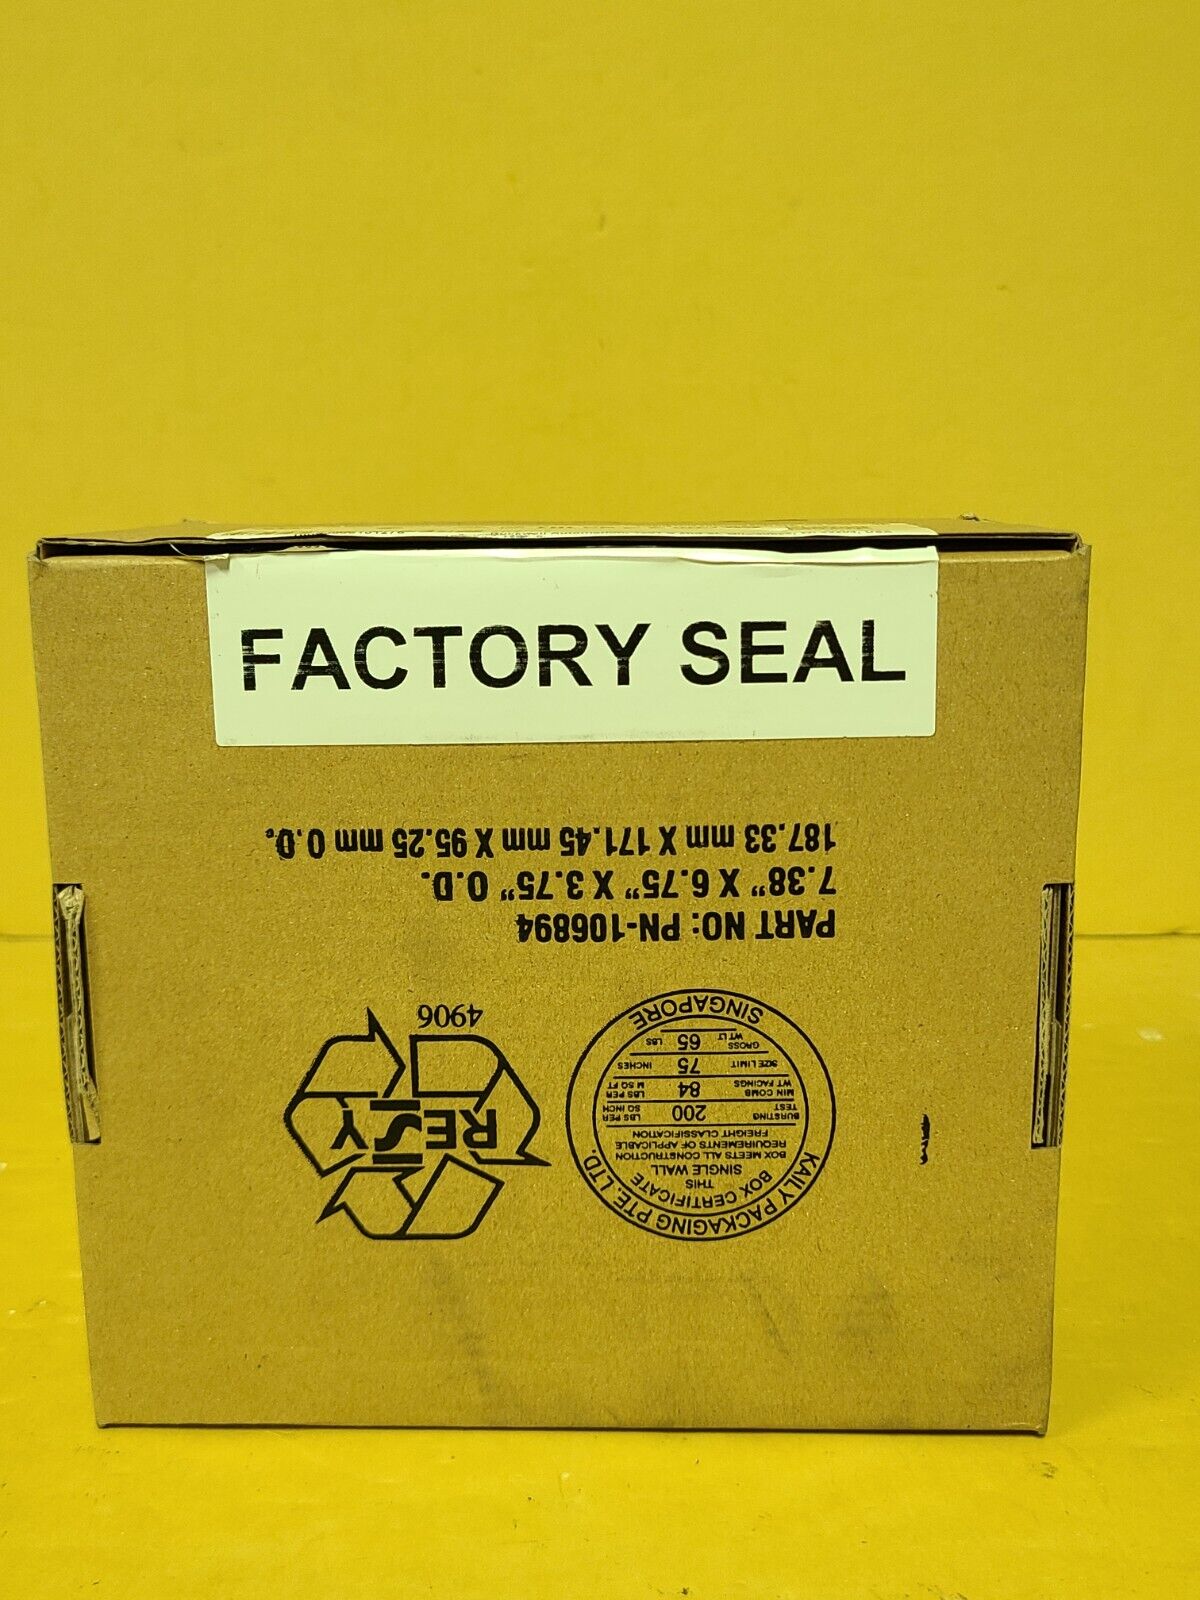 FACTORY SEAL
187.33 mm X 171.45 mm X 95.25 mm O.D.
7.38" X 6.75" X 3.75" O.D.
PART NO: PN-106894
4906
RESY
KAILY PACKAGING PTE. LTD.
BOX CERTIFICATE
THIS
SINGLE WALL
BOX MEETS ALL CONSTRUCTION
REQUIREMENTS OF APPLICABLE
FREIGHT CLASSIFICATION
BURSTING TEST 200 LBS PER SQ INCH
MIN COMB WT FACINGS 84 LBS PER M SQ FT
SIZE LIMIT 75 INCHES
GROSS WT LT 65 LBS
SINGAPORE